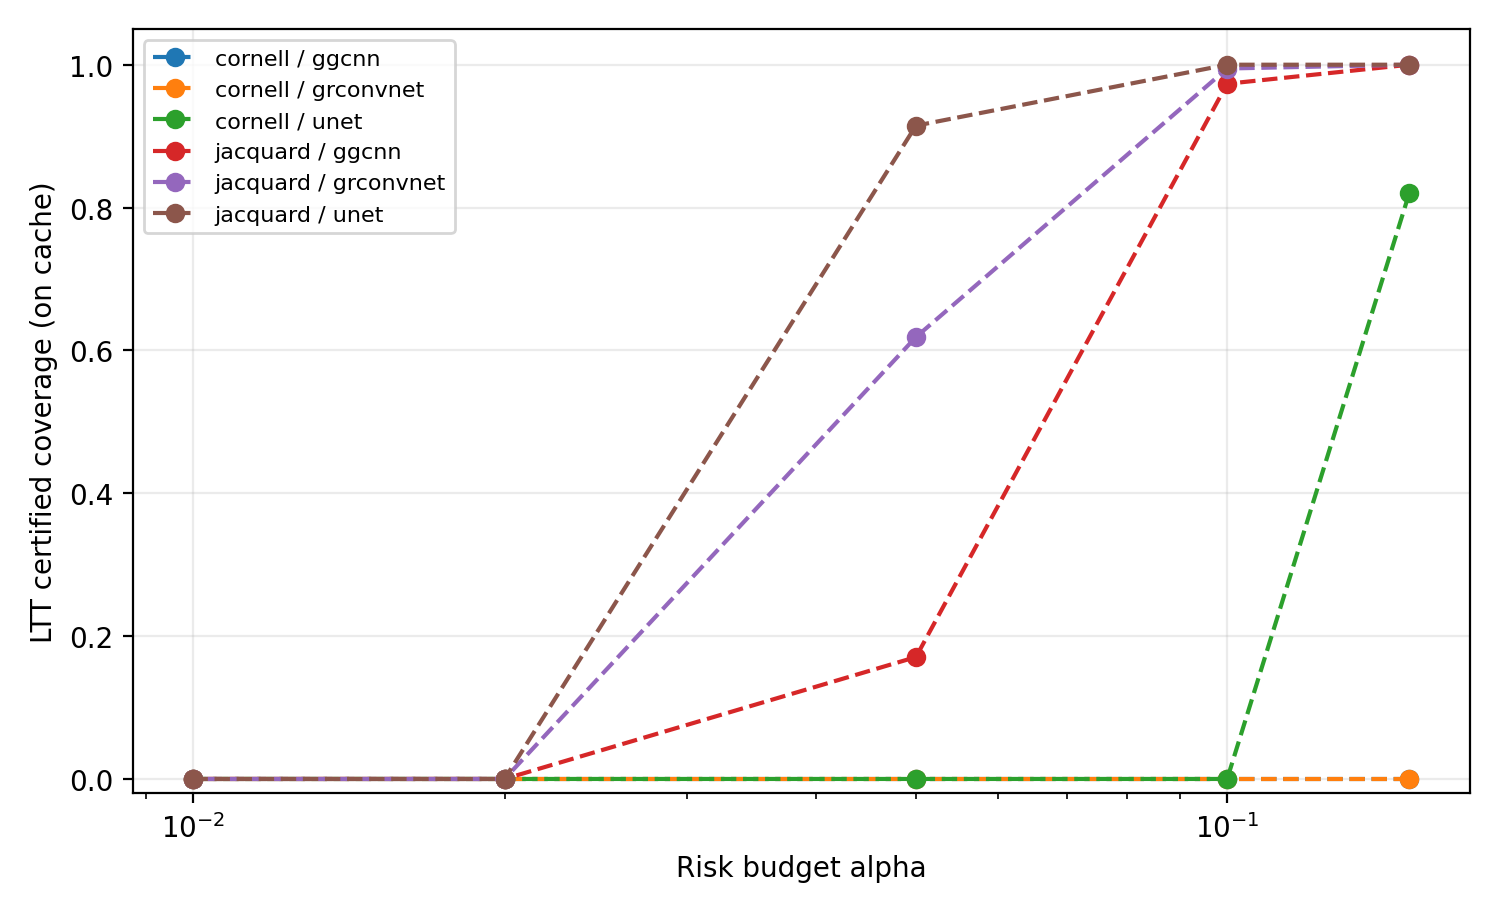 cornell / ggcnn
cornell / grconvnet
cornell / unet
jacquard / ggcnn
jacquard / grconvnet
jacquard / unet
LTT certified coverage (on cache)
1.0
0.8
0.6
0.4
0.2
0.0
10⁻²
10⁻¹
Risk budget alpha